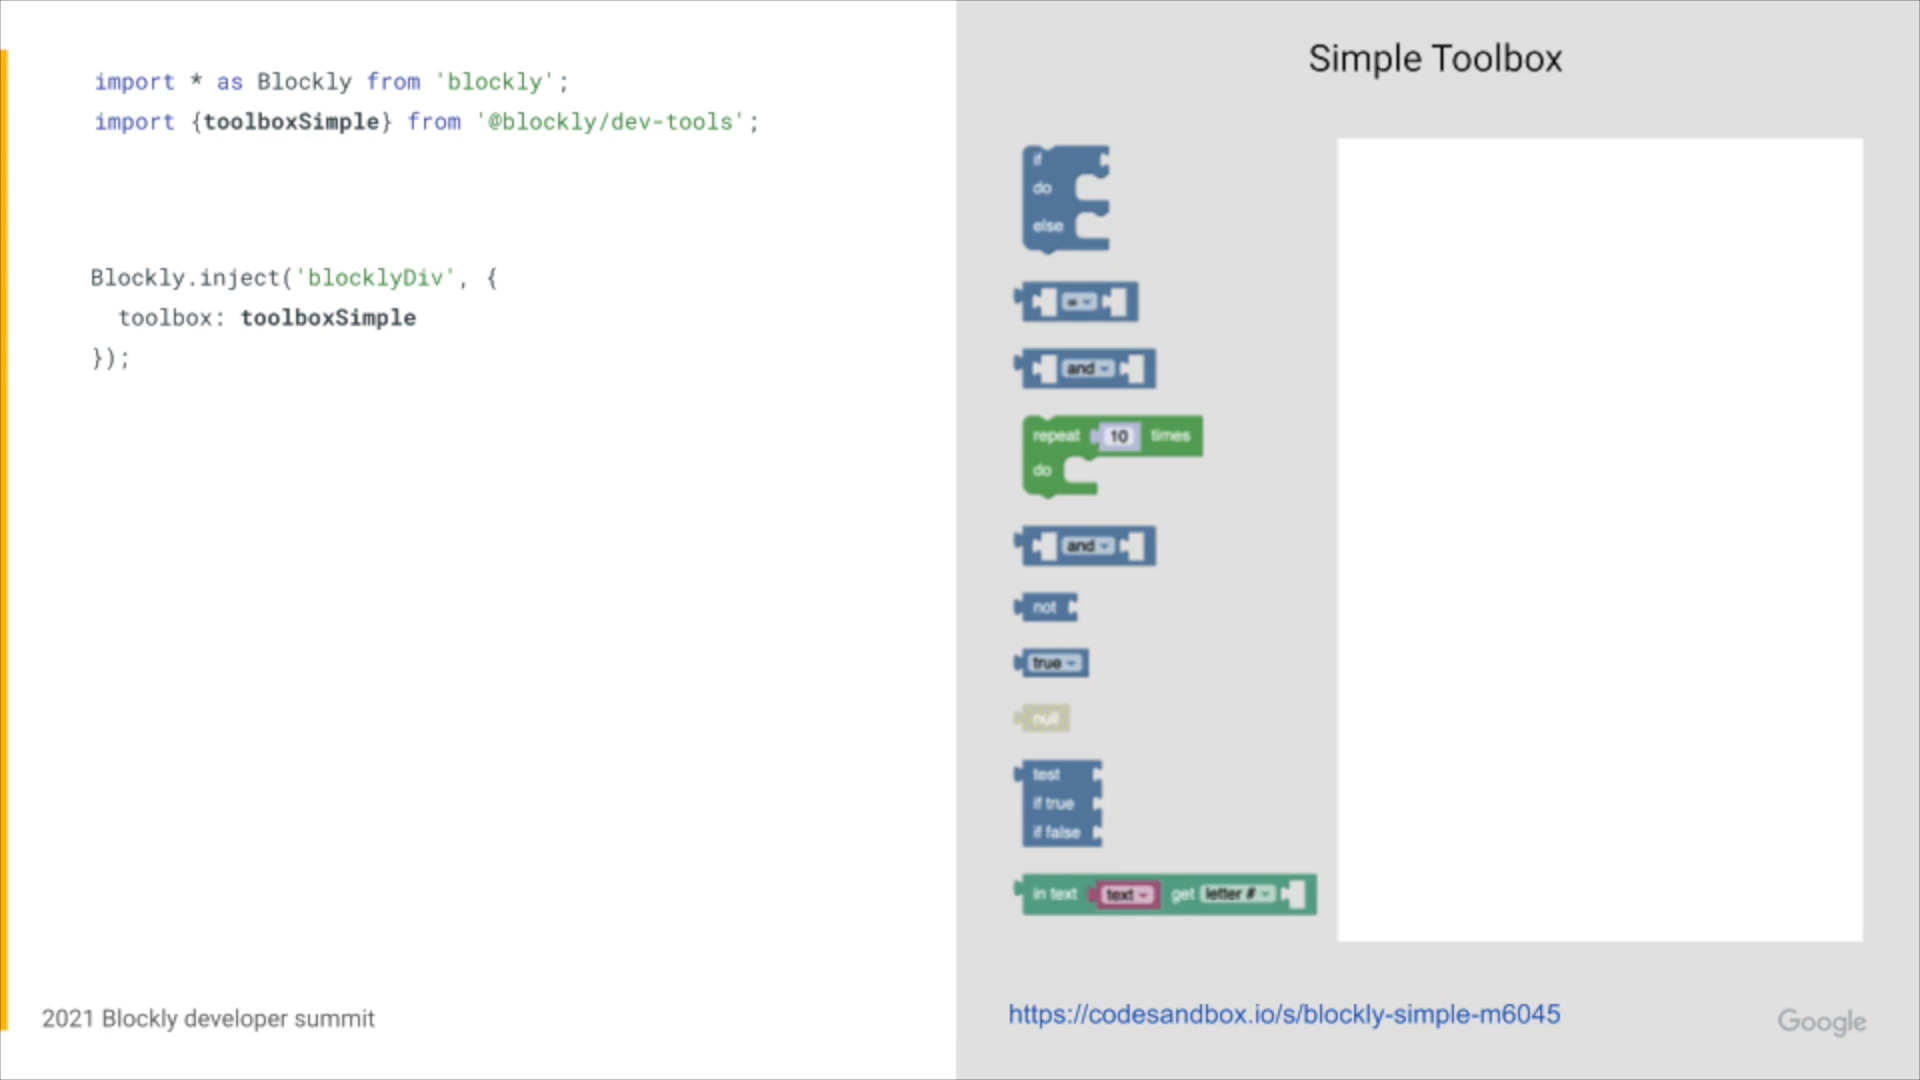 import * as Blockly from 'blockly';
import {toolboxSimple} from '@blockly/dev-tools';
Blockly.inject('blocklyDiv', {
toolbox: toolboxSimple
});
2021 Blockly developer summit
Simple Toolbox
if
do
else
=
and
repeat 10 times
do
and
not
true
null
test
if true
if false
in text text get letter #
https://codesandbox.io/s/blockly-simple-m6045
Google